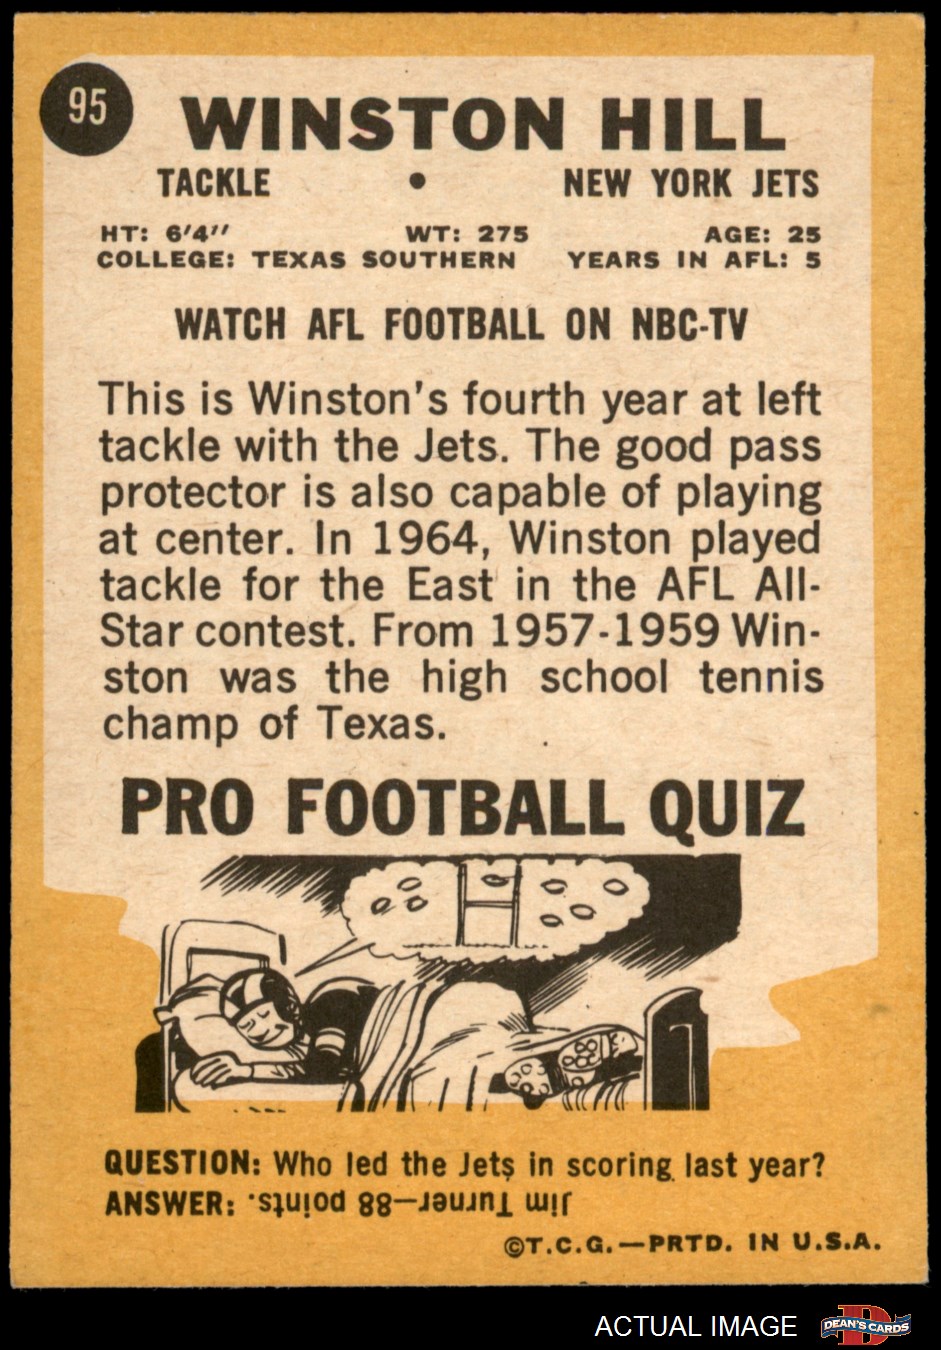 95
WINSTON HILL
TACKLE • NEW YORK JETS
HT: 6'4'' WT: 275 AGE: 25
COLLEGE: TEXAS SOUTHERN YEARS IN AFL: 5
WATCH AFL FOOTBALL ON NBC-TV
This is Winston's fourth year at left
tackle with the Jets. The good pass
protector is also capable of playing
at center. In 1964, Winston played
tackle for the East in the AFL All-
Star contest. From 1957-1959 Win-
ston was the high school tennis
champ of Texas.
PRO FOOTBALL QUIZ
QUESTION: Who led the Jets in scoring last year?
ANSWER: Jim Turner—88 points.
©T.C.G.—PRTD. IN U.S.A.
ACTUAL IMAGE
D
DEAN'S CARDS